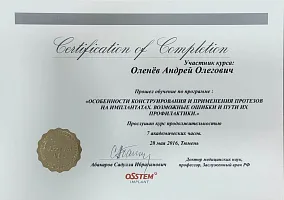 Certification of Completion
Участник курса:
Оленёв Андрей Олегович
Прошел обучение по программе :
«ОСОБЕННОСТИ КОНСТРУИРОВАНИЯ И ПРИМЕНЕНИЯ ПРОТЕЗОВ
НА ИМПЛАНТАТАХ. ВОЗМОЖНЫЕ ОШИБКИ И ПУТИ ИХ
ПРОФИЛАКТИКИ.»
Прослушан курс продолжительностью
7 академических часов.
28 мая 2016, Тюмень
Абакаров Садулла Ибрагимович
Доктор медицинских наук,
профессор, Заслуженный врач РФ
OSSTEM
IMPLANT